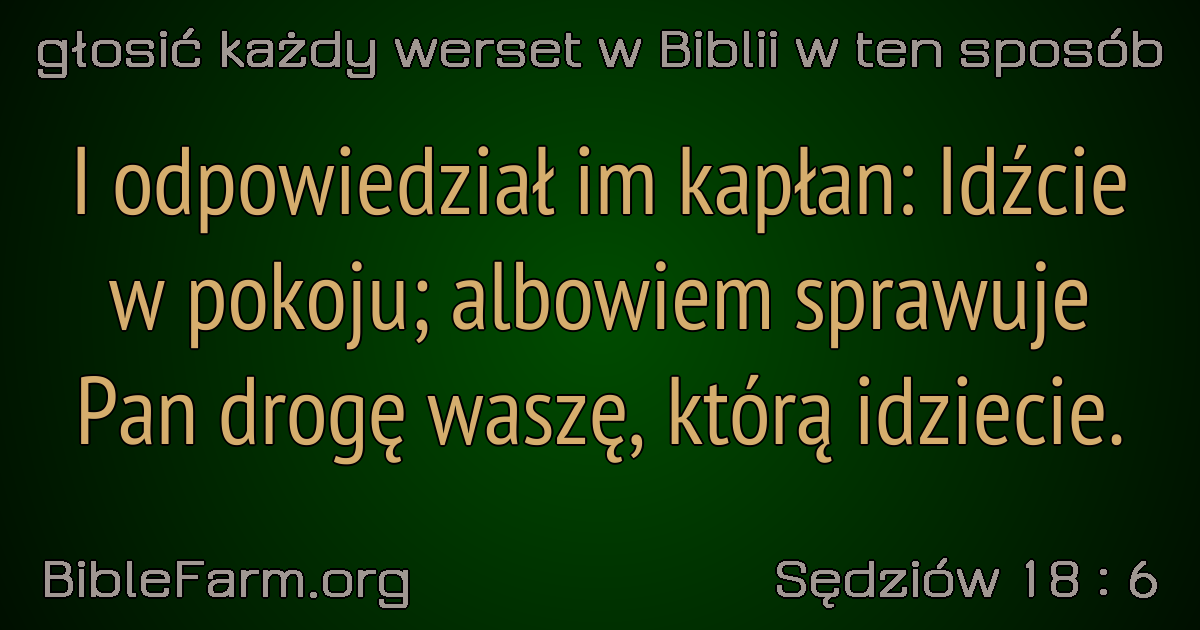 głosić każdy werset w Biblii w ten sposób
I odpowiedział im kapłan: Idźcie
w pokoju; albowiem sprawuje
Pan drogę waszę, którą idziecie.
BibleFarm.org
Sędziów 18 : 6